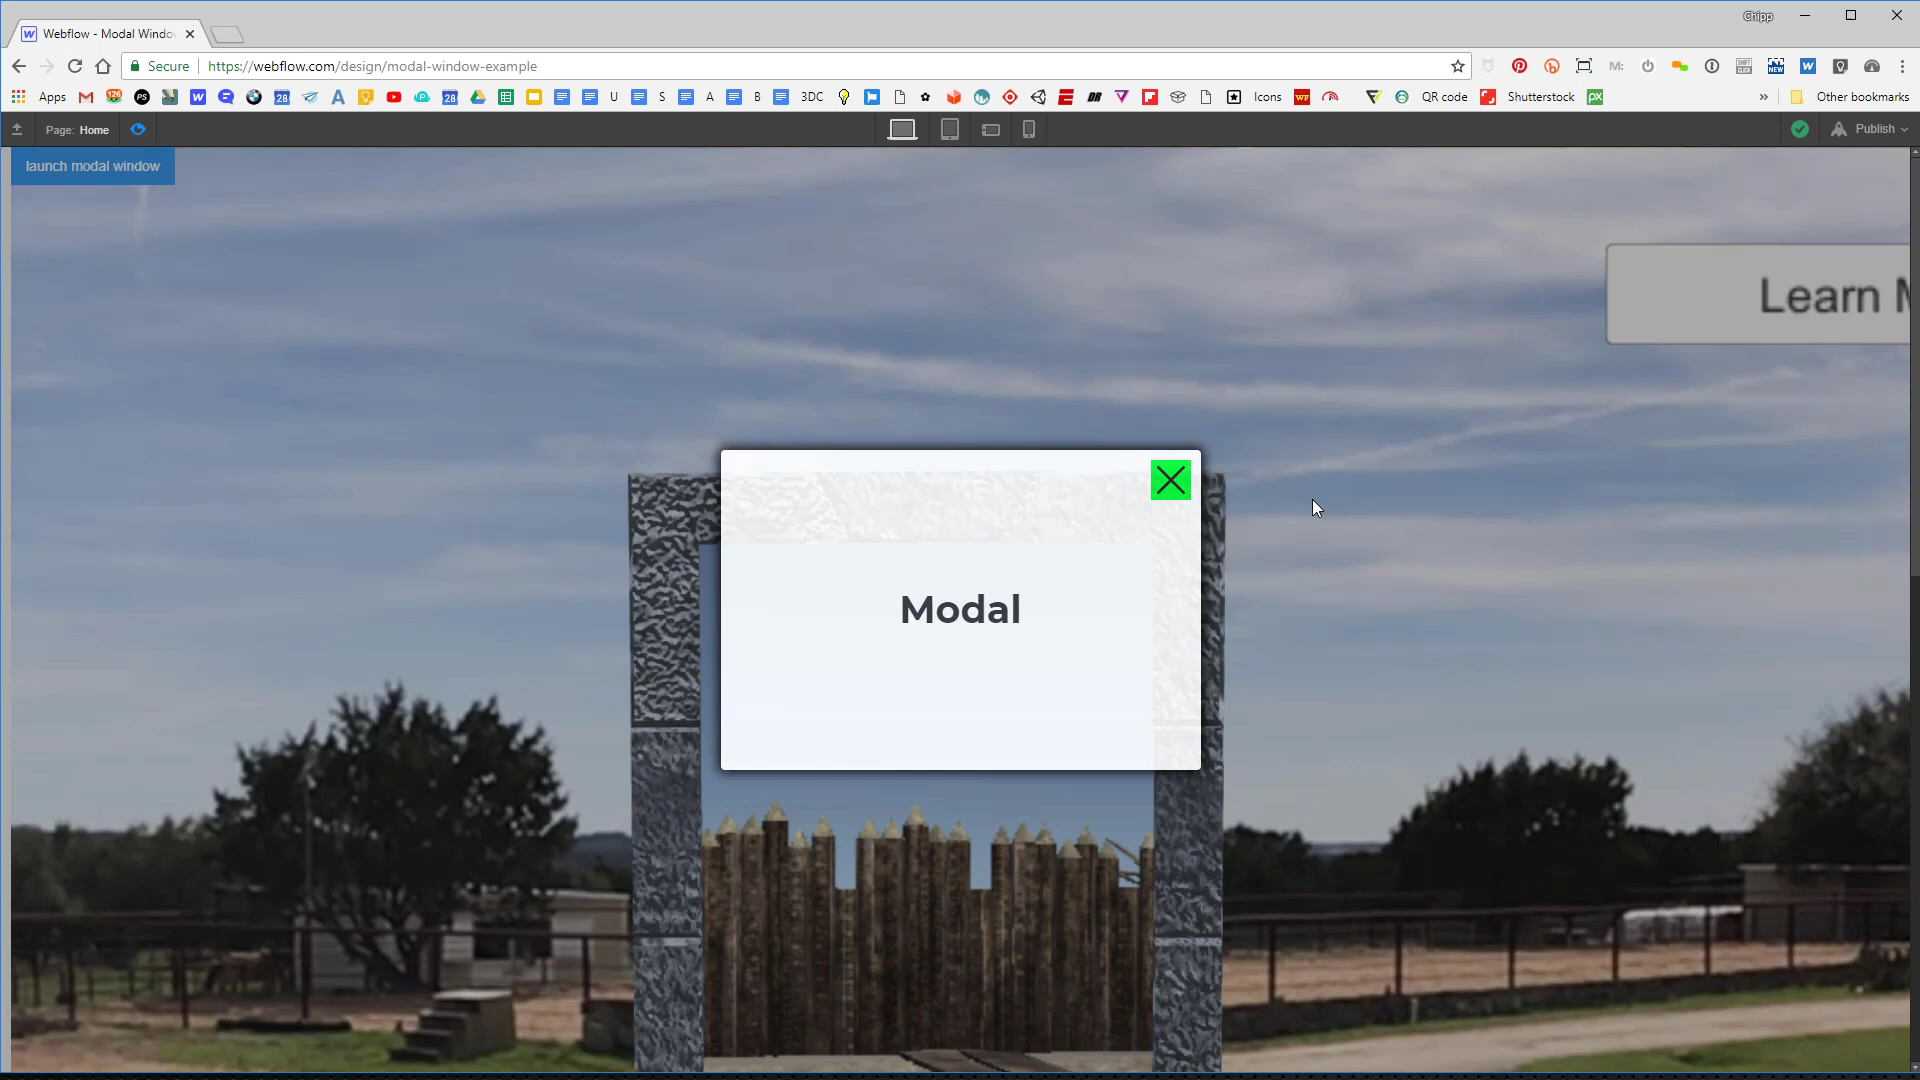 Chipp
Webflow - Modal Windo
Secure
https://webflow.com/design/modal-window-example
Apps
U
S
A
B
3DC
Icons
QR code
Shutterstock
Other bookmarks
Page: Home
Publish
launch modal window
Learn M
Modal